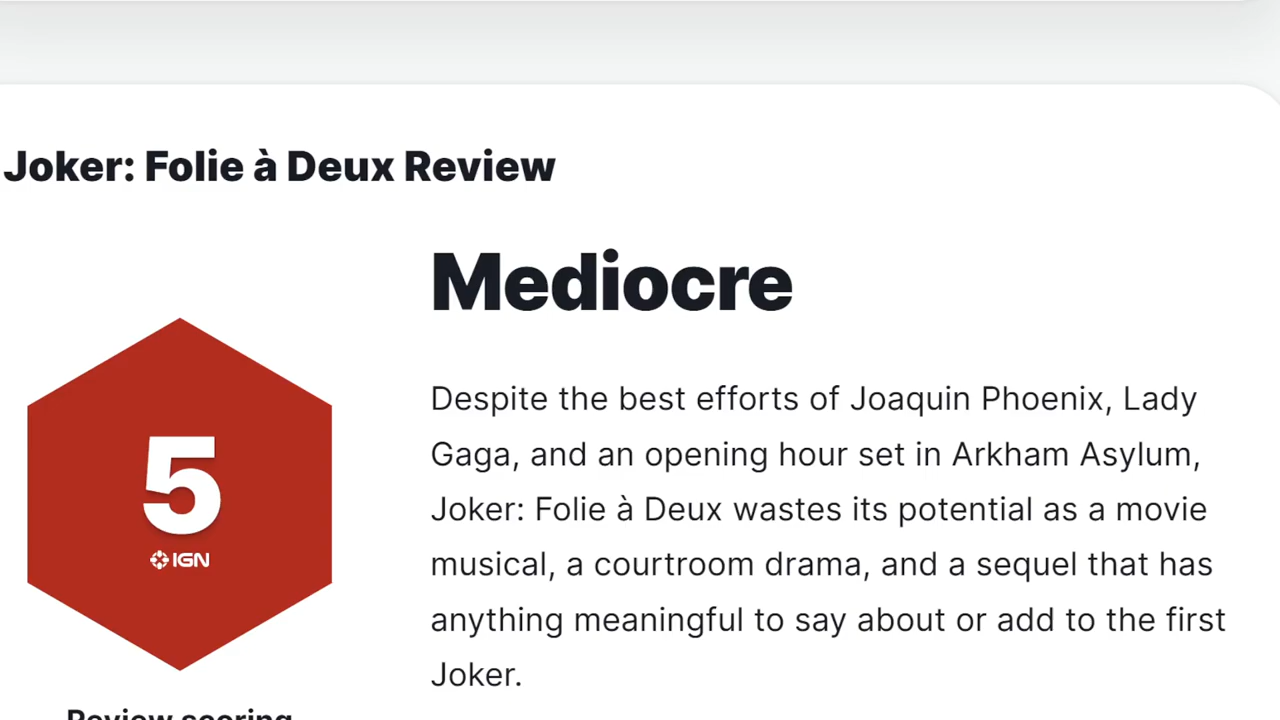 Joker: Folie à Deux Review
Mediocre
5
IGN
Despite the best efforts of Joaquin Phoenix, Lady
Gaga, and an opening hour set in Arkham Asylum,
Joker: Folie à Deux wastes its potential as a movie
musical, a courtroom drama, and a sequel that has
anything meaningful to say about or add to the first
Joker.
Review scoring